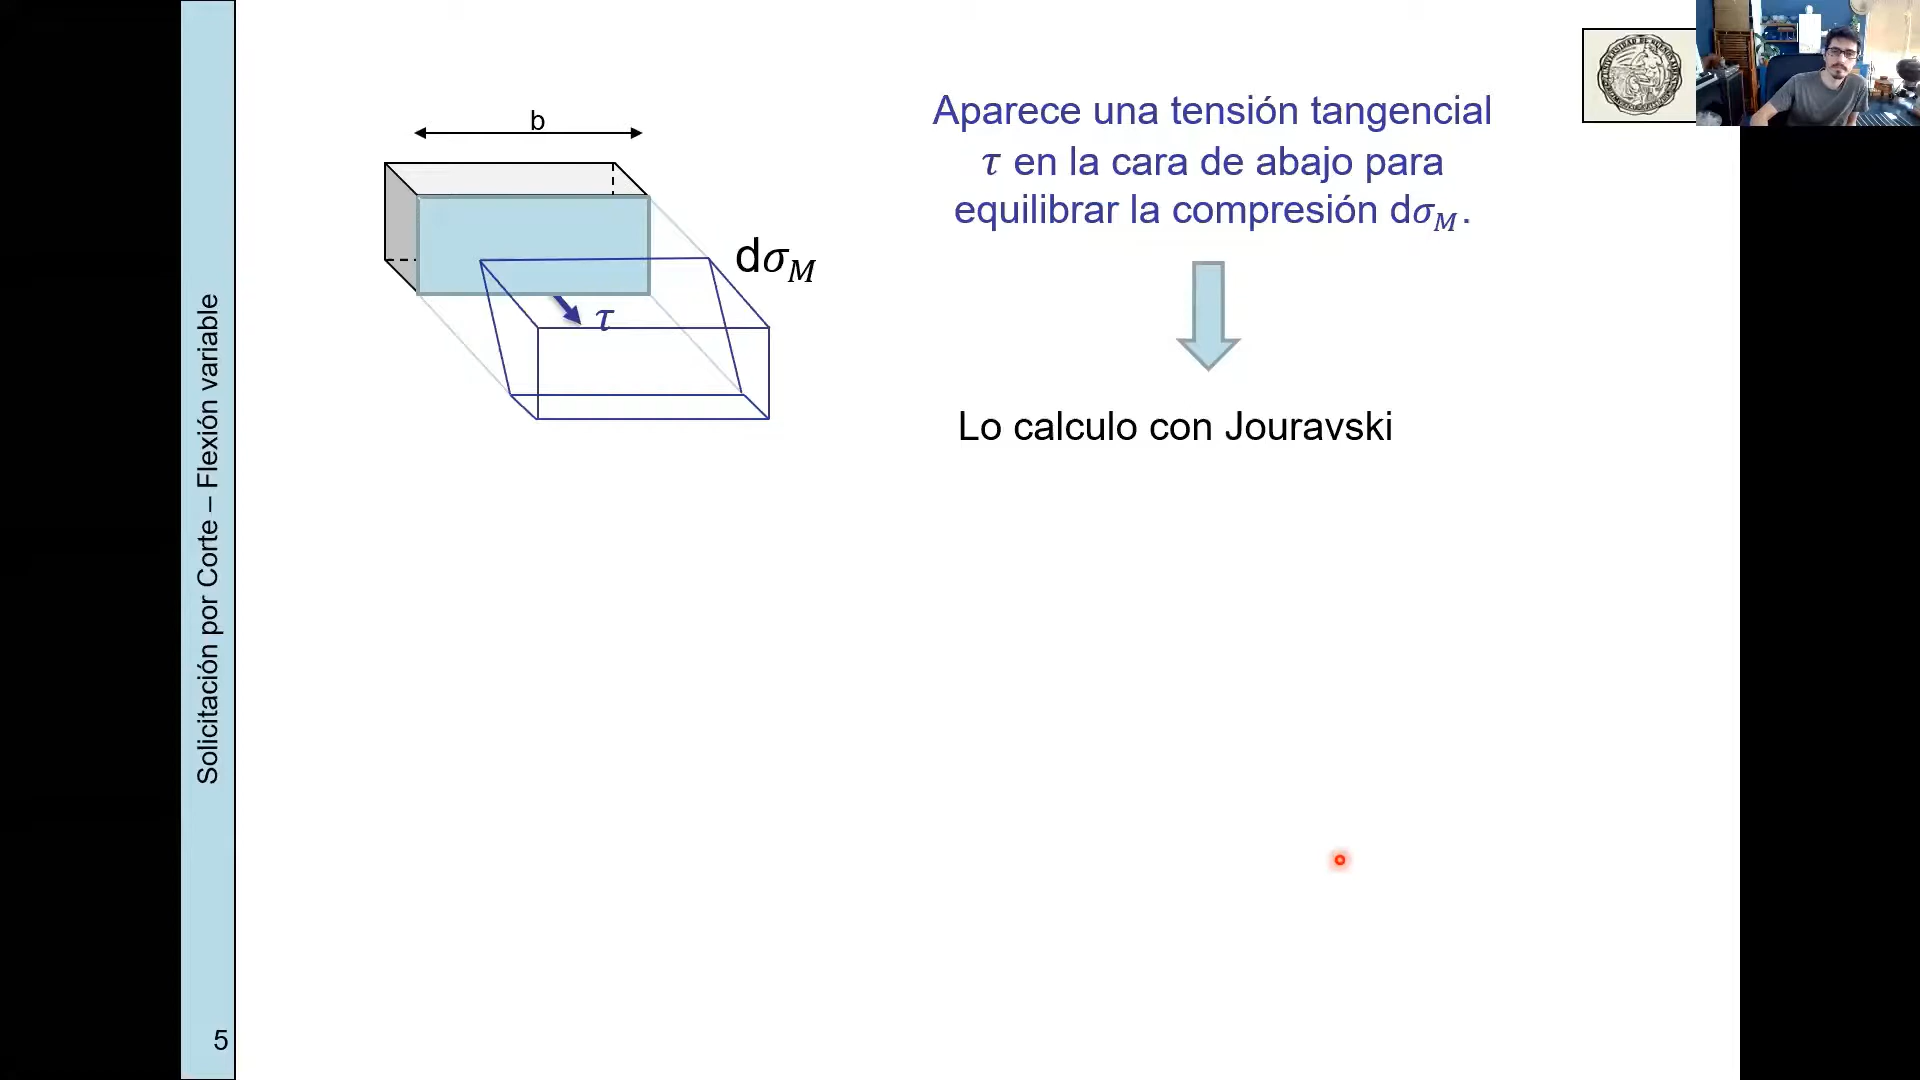 Solicitación por Corte – Flexión variable
b
dσ_M
τ
Aparece una tensión tangencial
τ en la cara de abajo para
equilibrar la compresión dσ_M.
Lo calculo con Jouravski
5